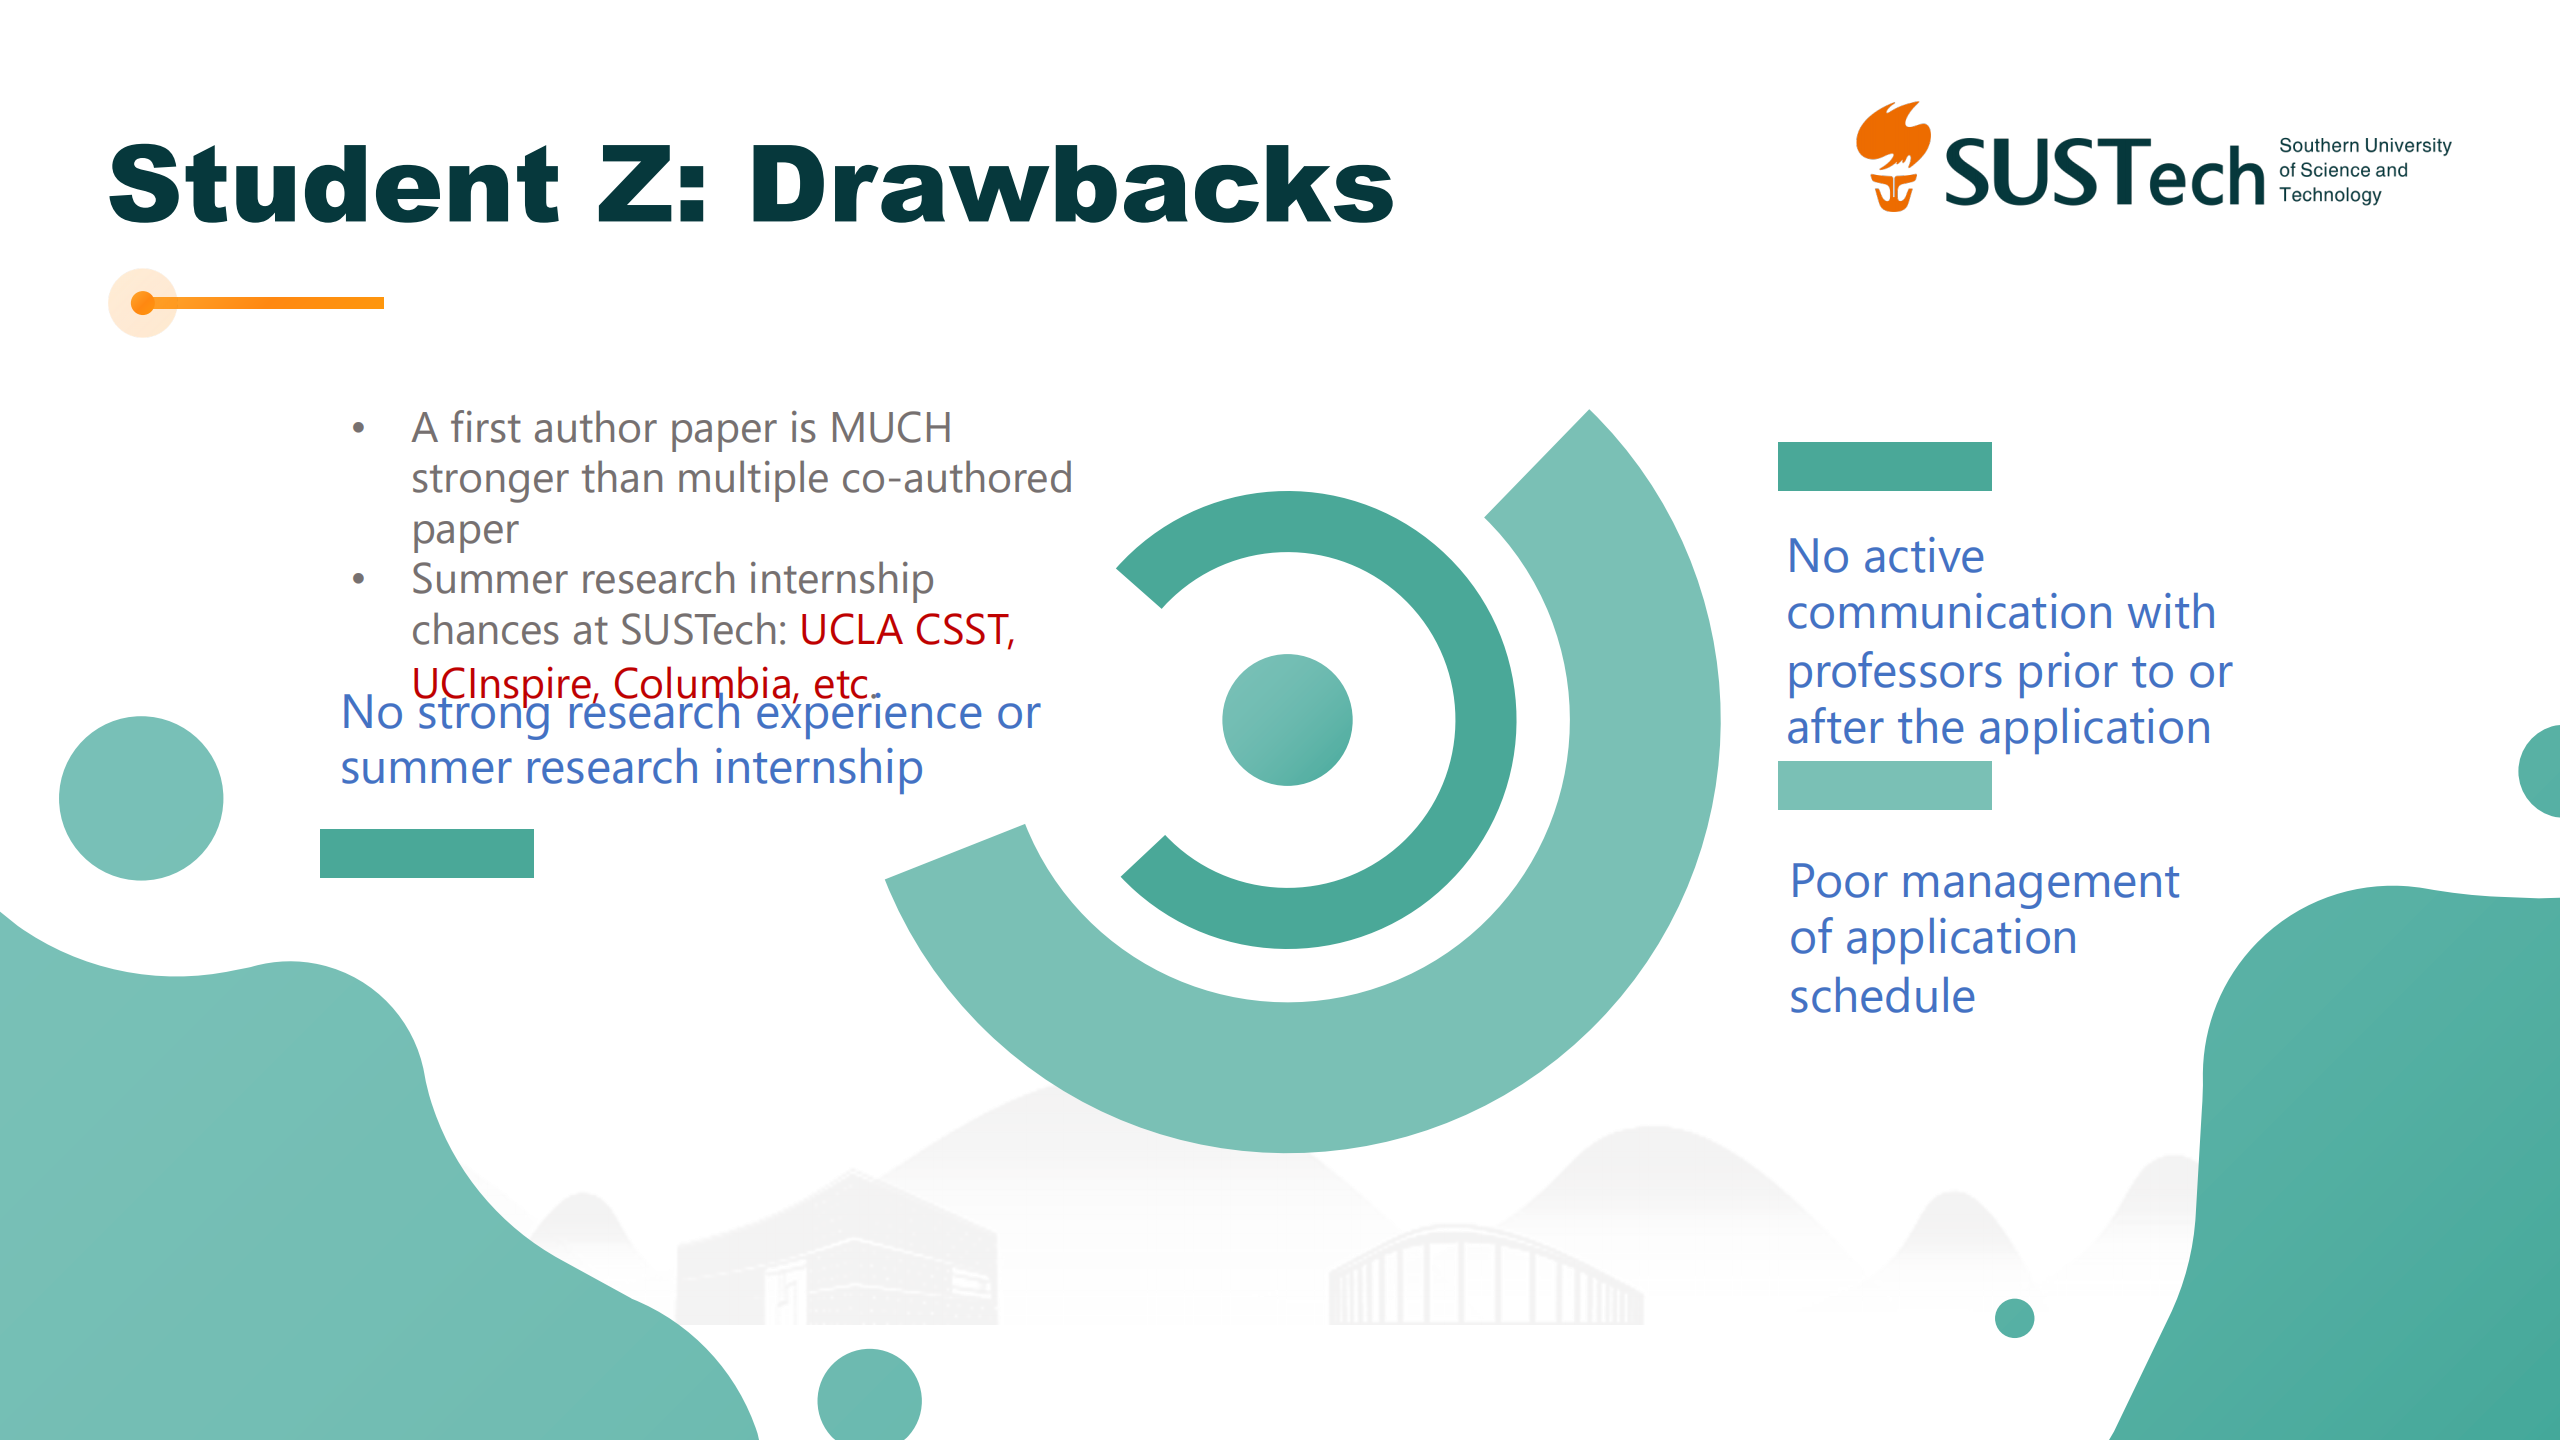 Student Z: Drawbacks
SUSTech
Southern University
of Science and
Technology
• A first author paper is MUCH
stronger than multiple co-authored
paper
• Summer research internship
chances at SUSTech: UCLA CSST,
UCInspire, Columbia, etc.
No strong research experience or
summer research internship
No active
communication with
professors prior to or
after the application
Poor management
of application
schedule